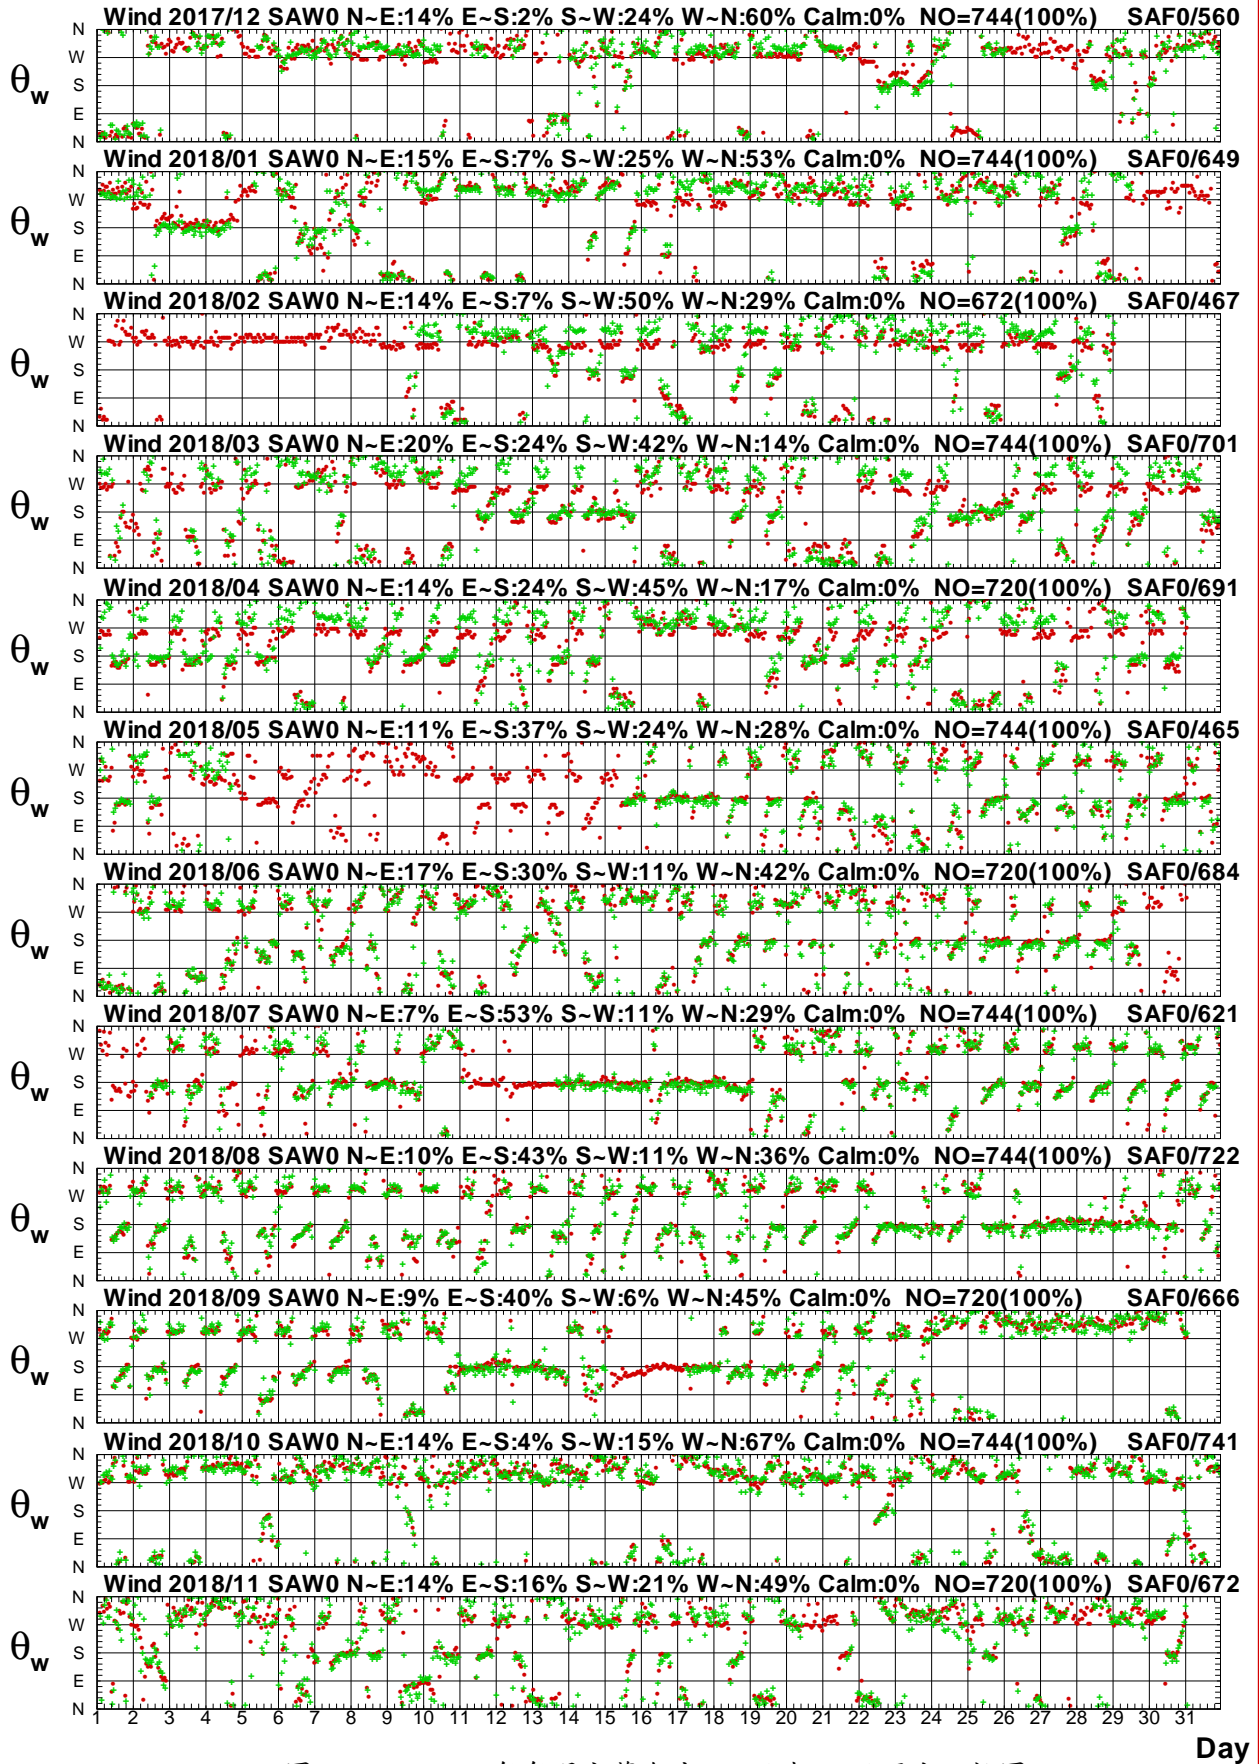 Wind 2017/12 SAW0 N~E:14% E~S:2% S~W:24% W~N:60% Calm:0% NO=744(100%) SAF0/560
N
W
S
E
N
θw
Wind 2018/01 SAW0 N~E:15% E~S:7% S~W:25% W~N:53% Calm:0% NO=744(100%) SAF0/649
N
W
S
E
N
θw
Wind 2018/02 SAW0 N~E:14% E~S:7% S~W:50% W~N:29% Calm:0% NO=672(100%) SAF0/467
N
W
S
E
N
θw
Wind 2018/03 SAW0 N~E:20% E~S:24% S~W:42% W~N:14% Calm:0% NO=744(100%) SAF0/701
N
W
S
E
N
θw
Wind 2018/04 SAW0 N~E:14% E~S:24% S~W:45% W~N:17% Calm:0% NO=720(100%) SAF0/691
N
W
S
E
N
θw
Wind 2018/05 SAW0 N~E:11% E~S:37% S~W:24% W~N:28% Calm:0% NO=744(100%) SAF0/465
N
W
S
E
N
θw
Wind 2018/06 SAW0 N~E:17% E~S:30% S~W:11% W~N:42% Calm:0% NO=720(100%) SAF0/684
N
W
S
E
N
θw
Wind 2018/07 SAW0 N~E:7% E~S:53% S~W:11% W~N:29% Calm:0% NO=744(100%) SAF0/621
N
W
S
E
N
θw
Wind 2018/08 SAW0 N~E:10% E~S:43% S~W:11% W~N:36% Calm:0% NO=744(100%) SAF0/722
N
W
S
E
N
θw
Wind 2018/09 SAW0 N~E:9% E~S:40% S~W:6% W~N:45% Calm:0% NO=720(100%) SAF0/666
N
W
S
E
N
θw
Wind 2018/10 SAW0 N~E:14% E~S:4% S~W:15% W~N:67% Calm:0% NO=744(100%) SAF0/741
N
W
S
E
N
θw
Wind 2018/11 SAW0 N~E:14% E~S:16% S~W:21% W~N:49% Calm:0% NO=720(100%) SAF0/672
N
W
S
E
N
θw
1 2 3 4 5 6 7 8 9 10 11 12 13 14 15 16 17 18 19 20 21 22 23 24 25 26 27 28 29 30 31
Day